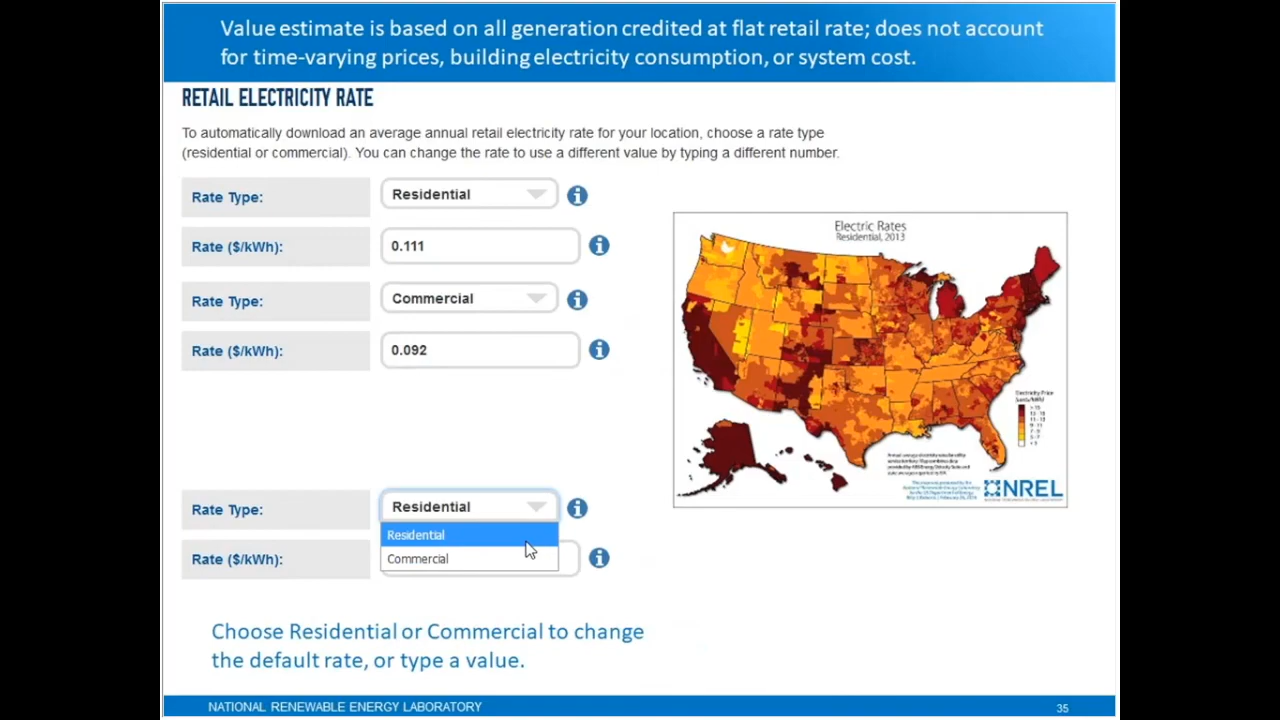 Value estimate is based on all generation credited at flat retail rate; does not account
for time-varying prices, building electricity consumption, or system cost.
RETAIL ELECTRICITY RATE
To automatically download an average annual retail electricity rate for your location, choose a rate type
(residential or commercial). You can change the rate to use a different value by typing a different number.
Rate Type:
Residential
Rate ($/kWh):
0.111
Rate Type:
Commercial
Rate ($/kWh):
0.092
Electric Rates
Residential, 2013
Electricity Price
NREL
Rate Type:
Residential
Residential
Commercial
Rate ($/kWh):
Choose Residential or Commercial to change
the default rate, or type a value.
NATIONAL RENEWABLE ENERGY LABORATORY
35